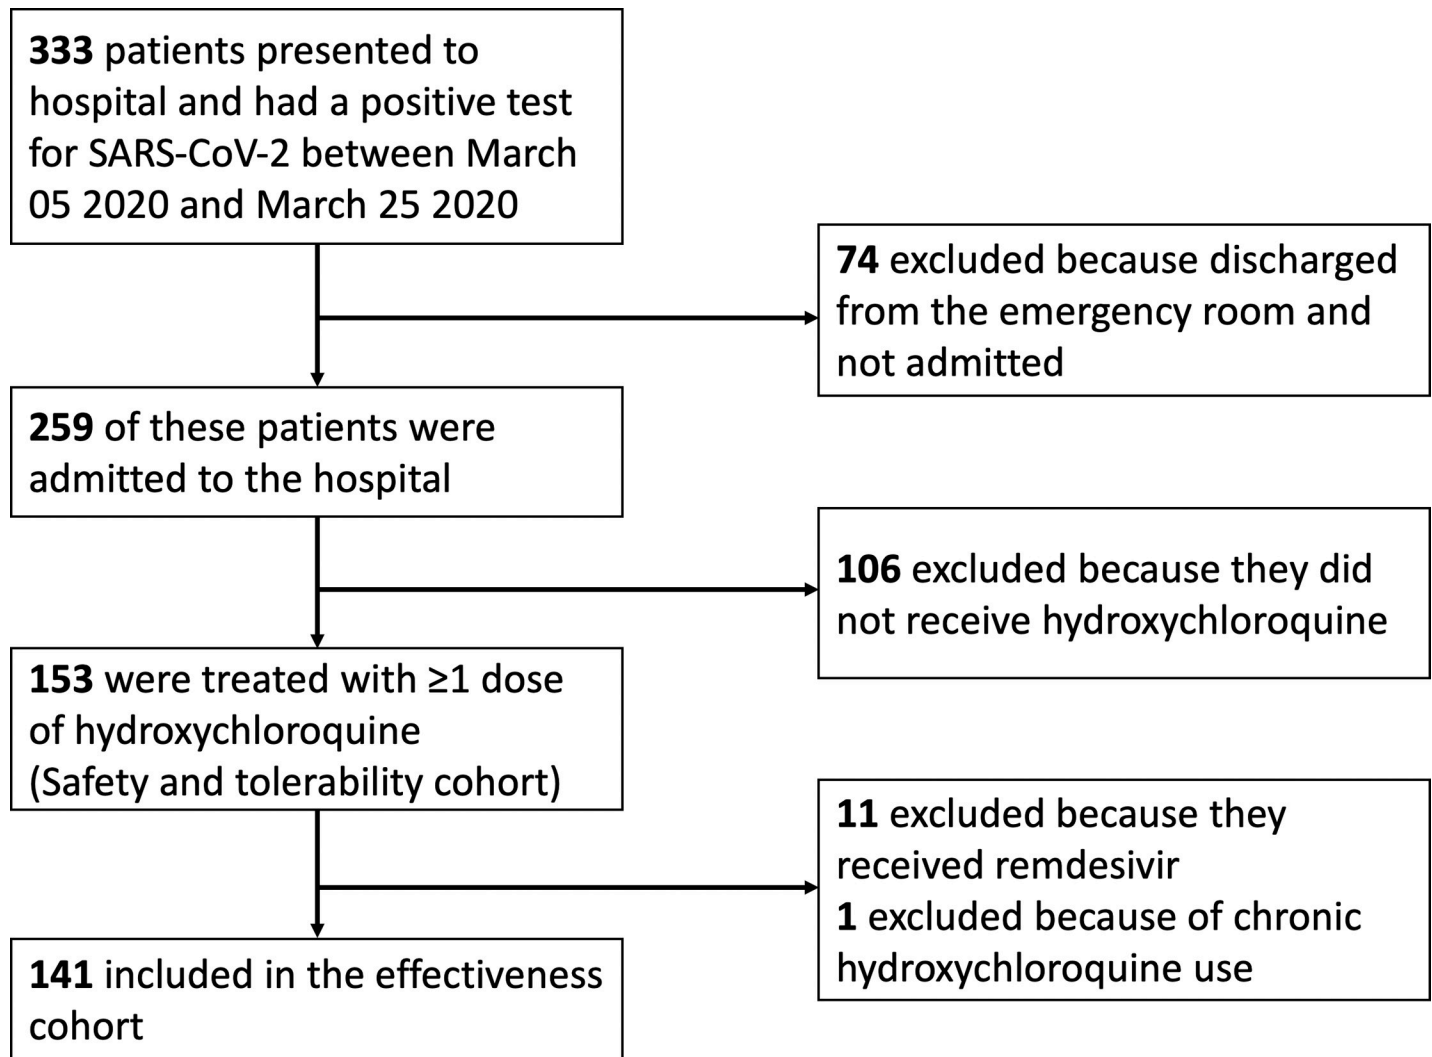 333 patients presented to
hospital and had a positive test
for SARS-CoV-2 between March
05 2020 and March 25 2020
74 excluded because discharged
from the emergency room and
not admitted
259 of these patients were
admitted to the hospital
106 excluded because they did
not receive hydroxychloroquine
153 were treated with ≥1 dose
of hydroxychloroquine
(Safety and tolerability cohort)
11 excluded because they
received remdesivir
1 excluded because of chronic
hydroxychloroquine use
141 included in the effectiveness
cohort